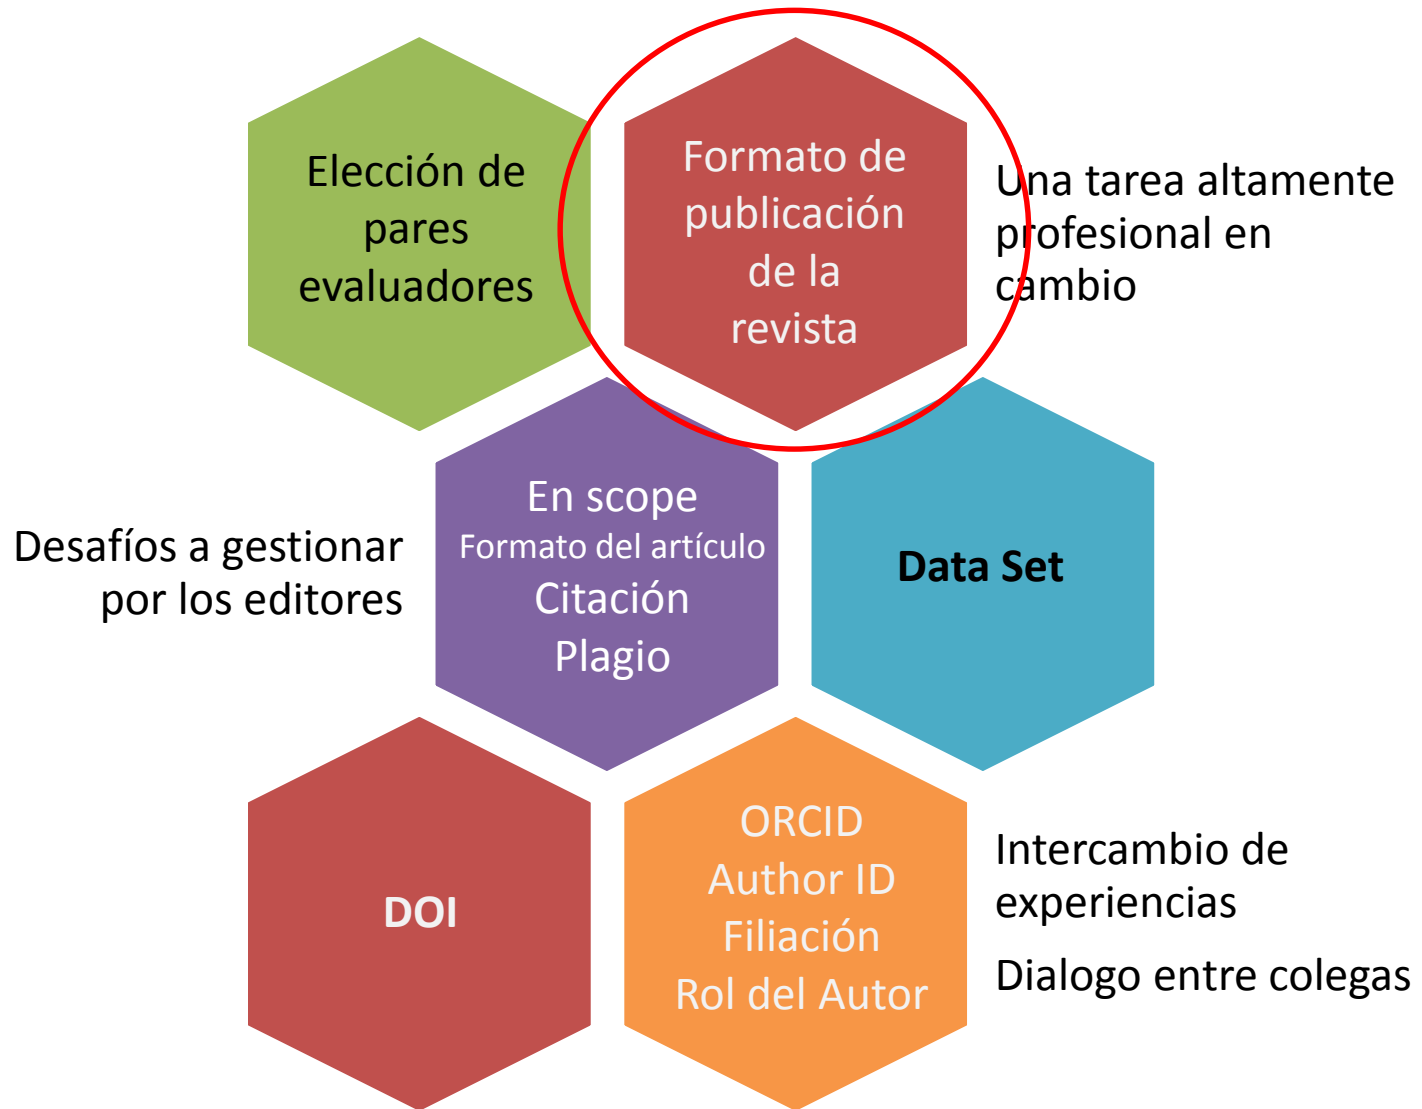 Elección de
pares
evaluadores
Formato de
publicación
de la
revista
Una tarea altamente
profesional en
cambio
Desafíos a gestionar
por los editores
En scope
Formato del artículo
Citación
Plagio
Data Set
DOI
ORCID
Author ID
Filiación
Rol del Autor
Intercambio de
experiencias
Dialogo entre colegas